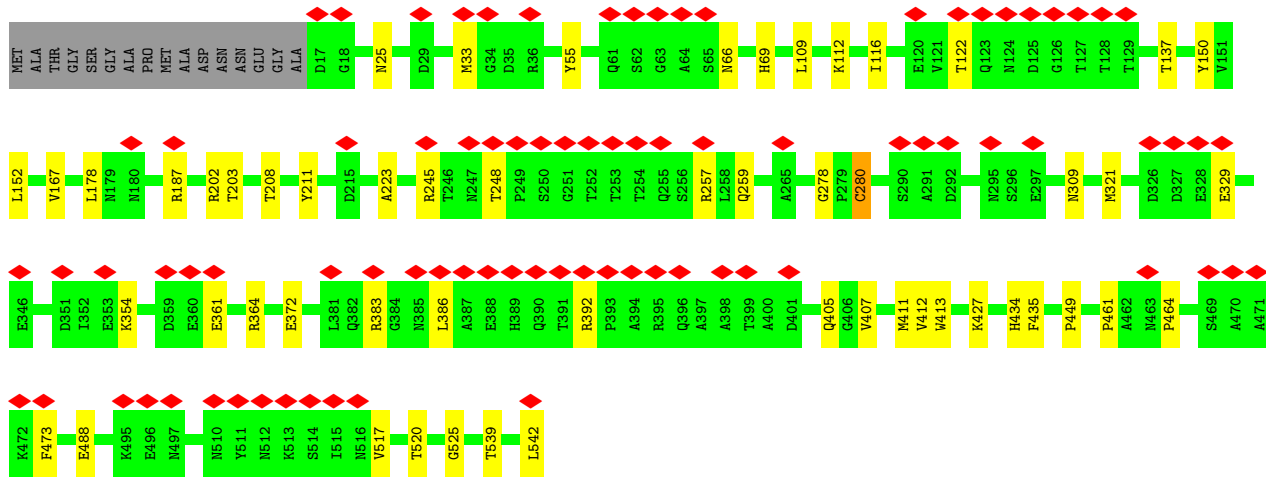 MET ALA THR GLY SER GLY ALA PRO MET ALA ASP ASN ASN GLU GLY ALA D17 G18 N25 D29 M33 G34 D35 R36 Y55 Q61 S62 G63 A64 S65 N66 H69 L109 K112 I116 E120 V121 T122 Q123 N124 D125 G126 T127 T128 T129 T137 Y150 V151
L152 V167 L178 N179 N180 R187 R202 T203 T208 Y211 D215 A223 R245 T246 N247 T248 P249 S250 G251 T252 T253 T254 Q255 S256 R257 L258 Q259 A265 G278 P279 C280 S290 A291 D292 N295 S296 E297 N309 M321 D326 D327 E328 E329
E346 D351 I352 E353 K354 D359 E360 E361 R364 E372 L381 Q382 R383 G384 N385 L386 A387 E388 H389 Q390 T391 R392 P393 A394 R395 Q396 A397 A398 T399 A400 D401 Q405 G406 V407 M411 V412 W413 K427 H434 F435 P449 P461 A462 N463 P464 S469 A470 A471
K472 F473 E488 K495 E496 N497 N510 Y511 N512 K513 S514 I515 N516 V517 T520 G525 T539 L542